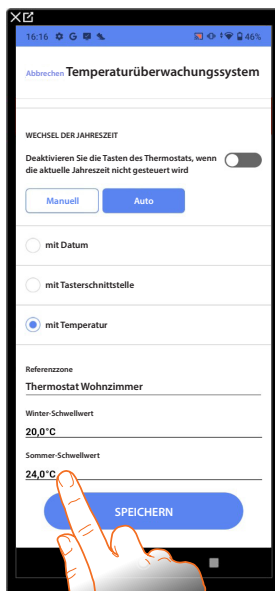 16:16 G 46%
Abbrechen Temperaturüberwachungssystem
WECHSEL DER JAHRESZEIT
Deaktivieren Sie die Tasten des Thermostats, wenn
die aktuelle Jahreszeit nicht gesteuert wird
Manuell Auto
mit Datum
mit Tasterschnittstelle
mit Temperatur
Referenzzone
Thermostat Wohnzimmer
Winter-Schwellwert
20,0°C
Sommer-Schwellwert
24,0°C
SPEICHERN